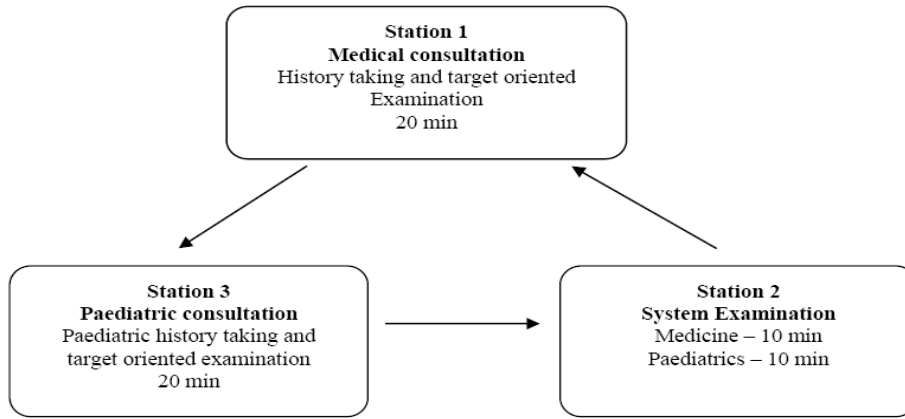 Station 1
Medical consultation
History taking and target oriented
Examination
20 min
Station 3
Paediatric consultation
Paediatric history taking and
target oriented examination
20 min
Station 2
System Examination
Medicine – 10 min
Paediatrics – 10 min